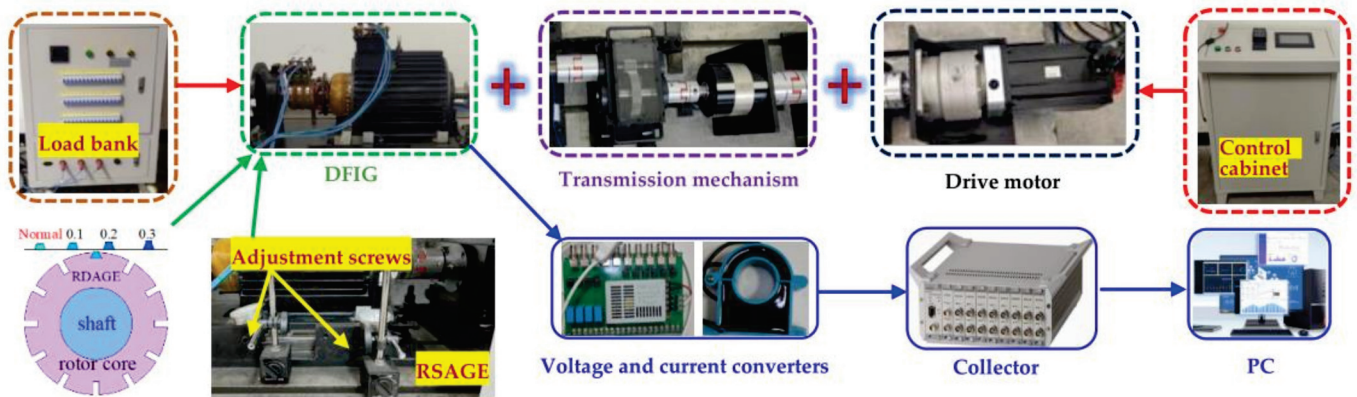 Load bank
DFIG
Transmission mechanism
Drive motor
Control
cabinet
Normal 0.1 0.2 0.3
RDAGE
shaft
rotor core
Adjustment screws
RSAGE
Voltage and current converters
Collector
PC